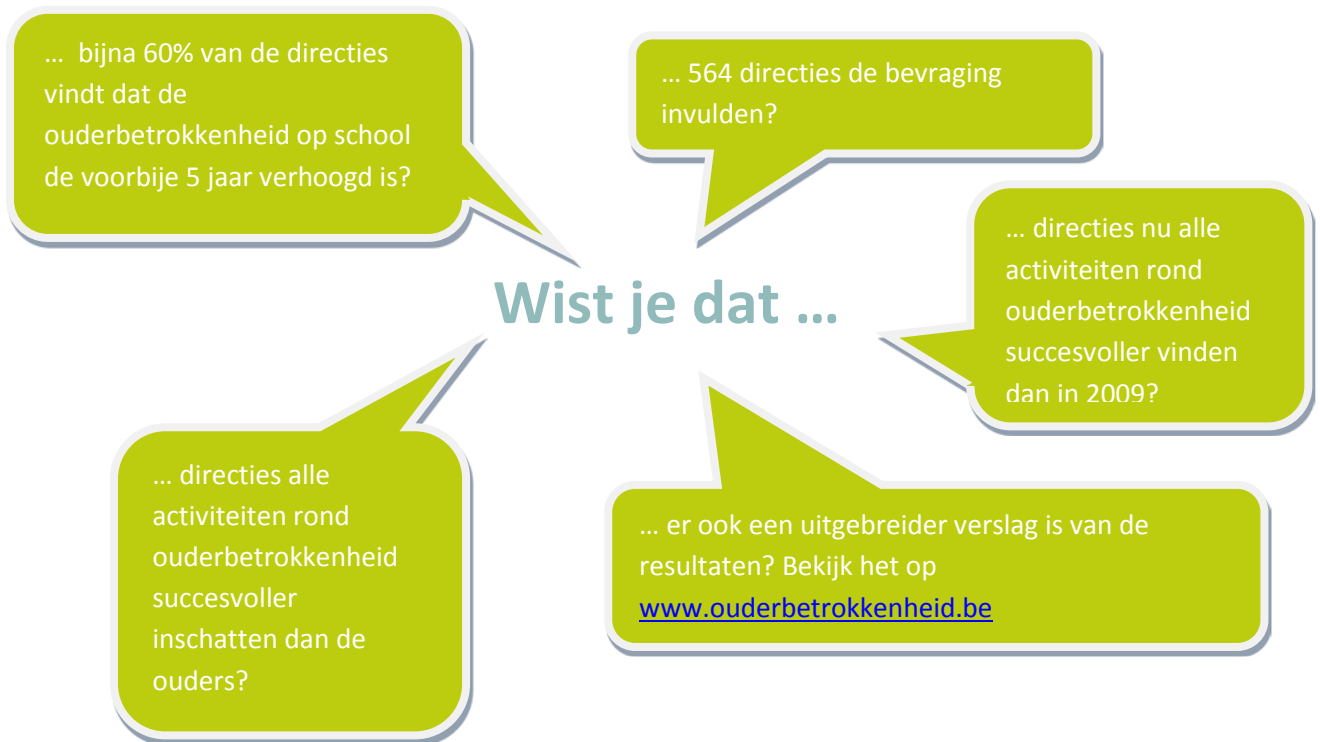 … bijna 60% van de directies
vindt dat de
ouderbetrokkenheid op school
de voorbije 5 jaar verhoogd is?
… 564 directies de bevraging
invulden?
… directies nu alle
activiteiten rond
ouderbetrokkenheid
succesvoller vinden
dan in 2009?
Wist je dat …
… directies alle
activiteiten rond
ouderbetrokkenheid
succesvoller
inschatten dan de
ouders?
… er ook een uitgebreider verslag is van de
resultaten? Bekijk het op
www.ouderbetrokkenheid.be